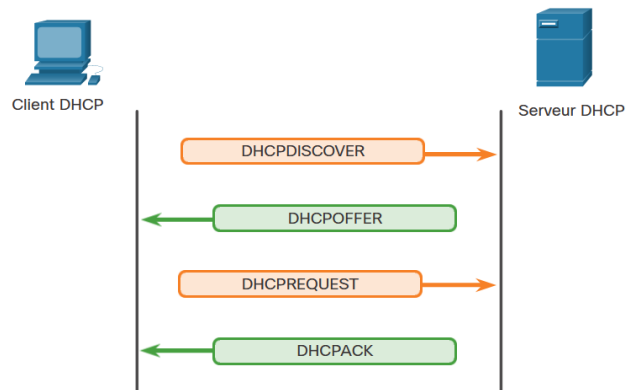 Client DHCP
Serveur DHCP
DHCPDISCOVER
DHCPOFFER
DHCPREQUEST
DHCPACK